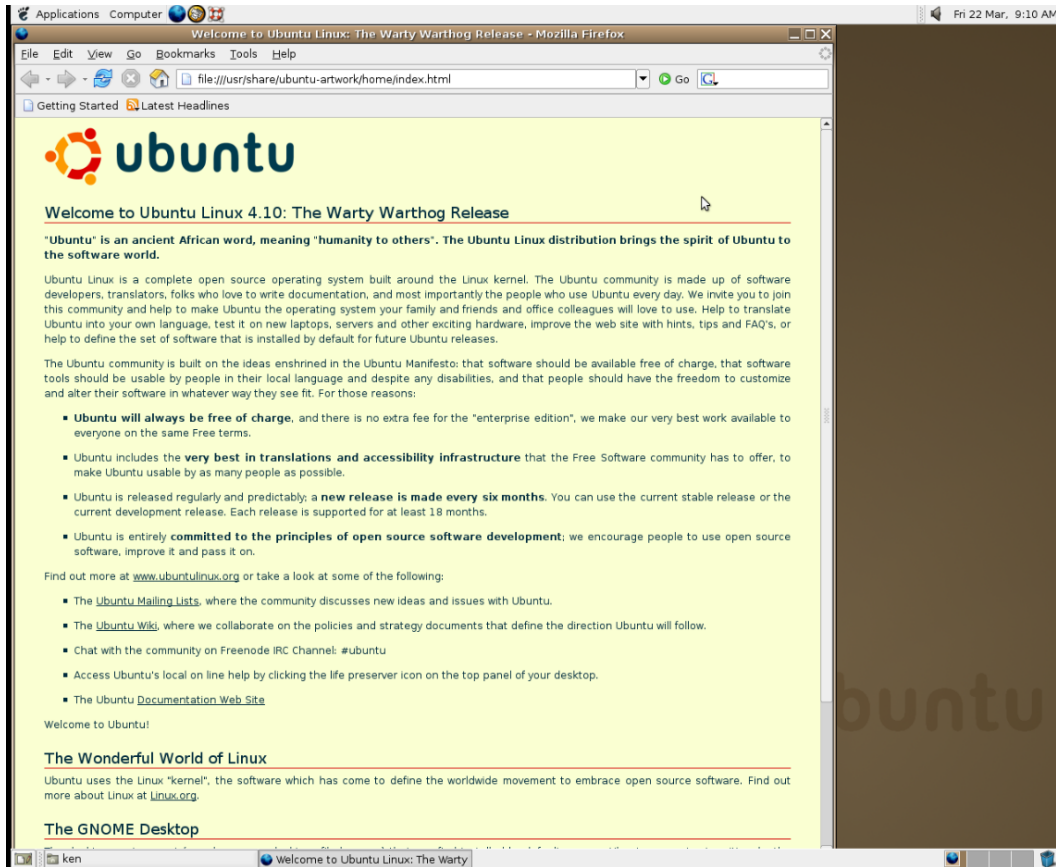 Applications Computer
Fri 22 Mar, 9:10 AM
Welcome to Ubuntu Linux: The Warty Warthog Release - Mozilla Firefox
File Edit View Go Bookmarks Tools Help
file:///usr/share/ubuntu-artwork/home/index.html
Go
G
Getting Started Latest Headlines
ubuntu
Welcome to Ubuntu Linux 4.10: The Warty Warthog Release
"Ubuntu" is an ancient African word, meaning "humanity to others". The Ubuntu Linux distribution brings the spirit of Ubuntu to
the software world.
Ubuntu Linux is a complete open source operating system built around the Linux kernel. The Ubuntu community is made up of software
developers, translators, folks who love to write documentation, and most importantly the people who use Ubuntu every day. We invite you to join
this community and help to make Ubuntu the operating system your family and friends and office colleagues will love to use. Help to translate
Ubuntu into your own language, test it on new laptops, servers and other exciting hardware, improve the web site with hints, tips and FAQ's, or
help to define the set of software that is installed by default for future Ubuntu releases.
The Ubuntu community is built on the ideas enshrined in the Ubuntu Manifesto: that software should be available free of charge, that software
tools should be usable by people in their local language and despite any disabilities, and that people should have the freedom to customize
and alter their software in whatever way they see fit. For those reasons:
Ubuntu will always be free of charge, and there is no extra fee for the "enterprise edition", we make our very best work available to
everyone on the same Free terms.
Ubuntu includes the very best in translations and accessibility infrastructure that the Free Software community has to offer, to
make Ubuntu usable by as many people as possible.
Ubuntu is released regularly and predictably; a new release is made every six months. You can use the current stable release or the
current development release. Each release is supported for at least 18 months.
Ubuntu is entirely committed to the principles of open source software development; we encourage people to use open source
software, improve it and pass it on.
Find out more at www.ubuntulinux.org or take a look at some of the following:
The Ubuntu Mailing Lists, where the community discusses new ideas and issues with Ubuntu.
The Ubuntu Wiki, where we collaborate on the policies and strategy documents that define the direction Ubuntu will follow.
Chat with the community on Freenode IRC Channel: #ubuntu
Access Ubuntu's local on line help by clicking the life preserver icon on the top panel of your desktop.
The Ubuntu Documentation Web Site
Welcome to Ubuntu!
buntu
The Wonderful World of Linux
Ubuntu uses the Linux "kernel", the software which has come to define the worldwide movement to embrace open source software. Find out
more about Linux at Linux.org.
The GNOME Desktop
ken
Welcome to Ubuntu Linux: The Warty